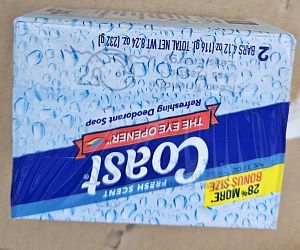 28% MORE*
BONUS SIZE
FRESH SCENT
Coast®
THE EYE OPENER®
Refreshing Deodorant Soap
2 BARS 4.12 OZ (116 g), TOTAL NET WT 8.24 OZ. (232 g)